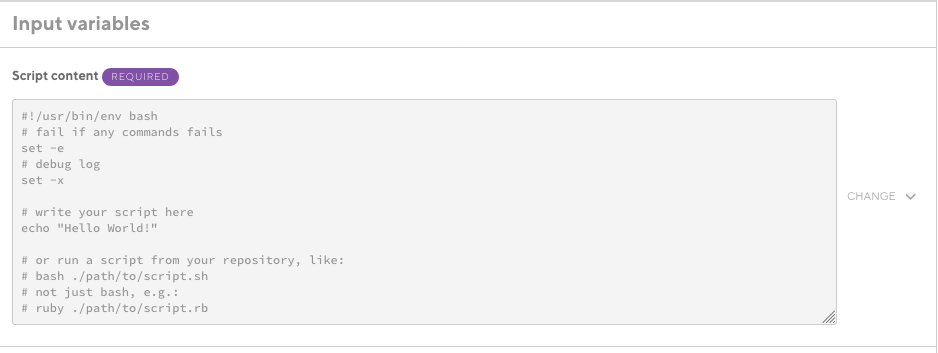 Input variables
Script content REQUIRED
#!/usr/bin/env bash
# fail if any commands fails
set -e
# debug log
set -x
# write your script here
echo "Hello World!"
CHANGE
# or run a script from your repository, like:
# bash ./path/to/script.sh
# not just bash, e.g.:
# ruby ./path/to/script.rb